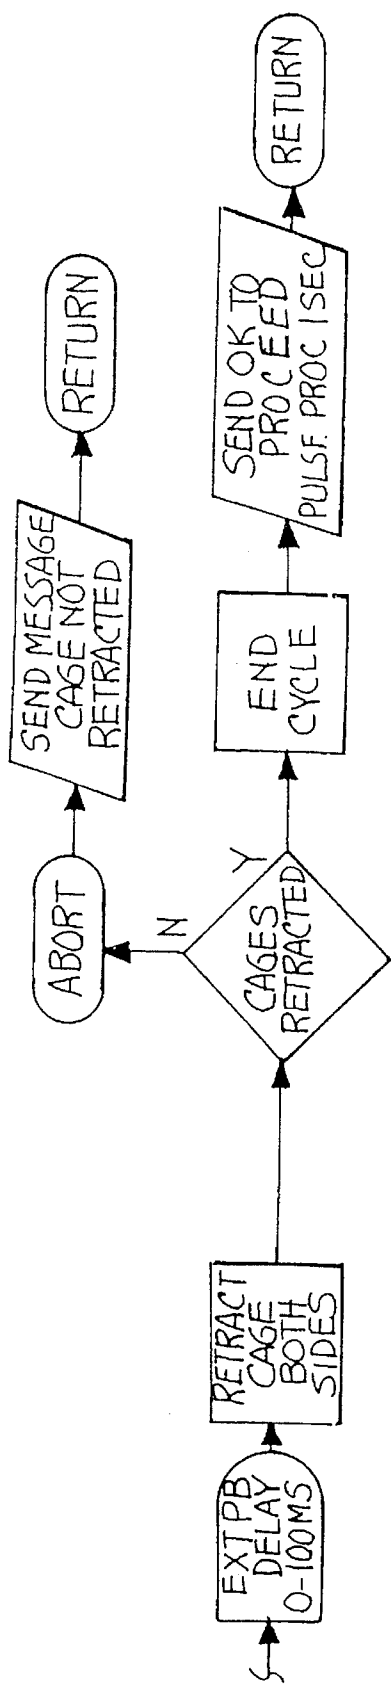 EXT PB
DELAY
0-100MS
RETRACT
CAGE
BOTH
SIDES
CAGES
RETRACTED
N
ABORT
SEND MESSAGE
CAGE NOT
RETRACTED
RETURN
Y
END
CYCLE
SEND OK TO
PROCEED
PULSE PROC 1SEC
RETURN